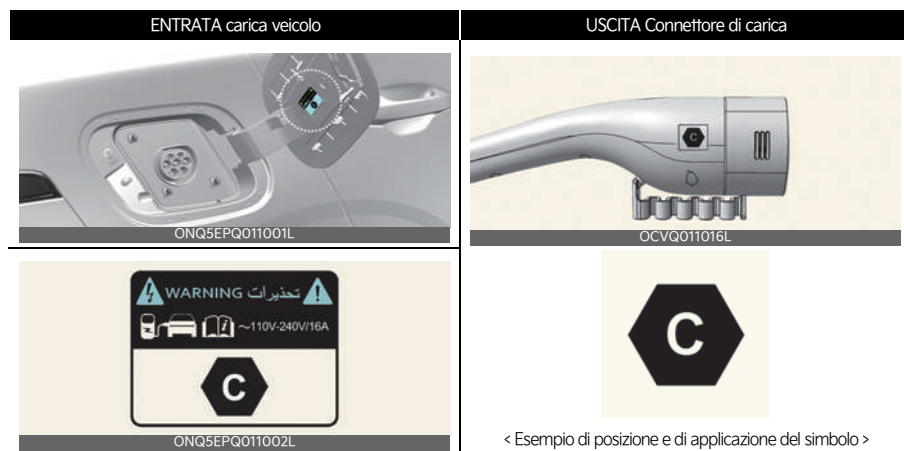 ENTRATA carica veicolo
USCITA Connettore di carica
C
ONQ5EPQ011001L
OCVQ011016L
WARNING تحذيرات
~110V-240V/16A
C
ONQ5EPQ011002L
C
< Esempio di posizione e di applicazione del simbolo >